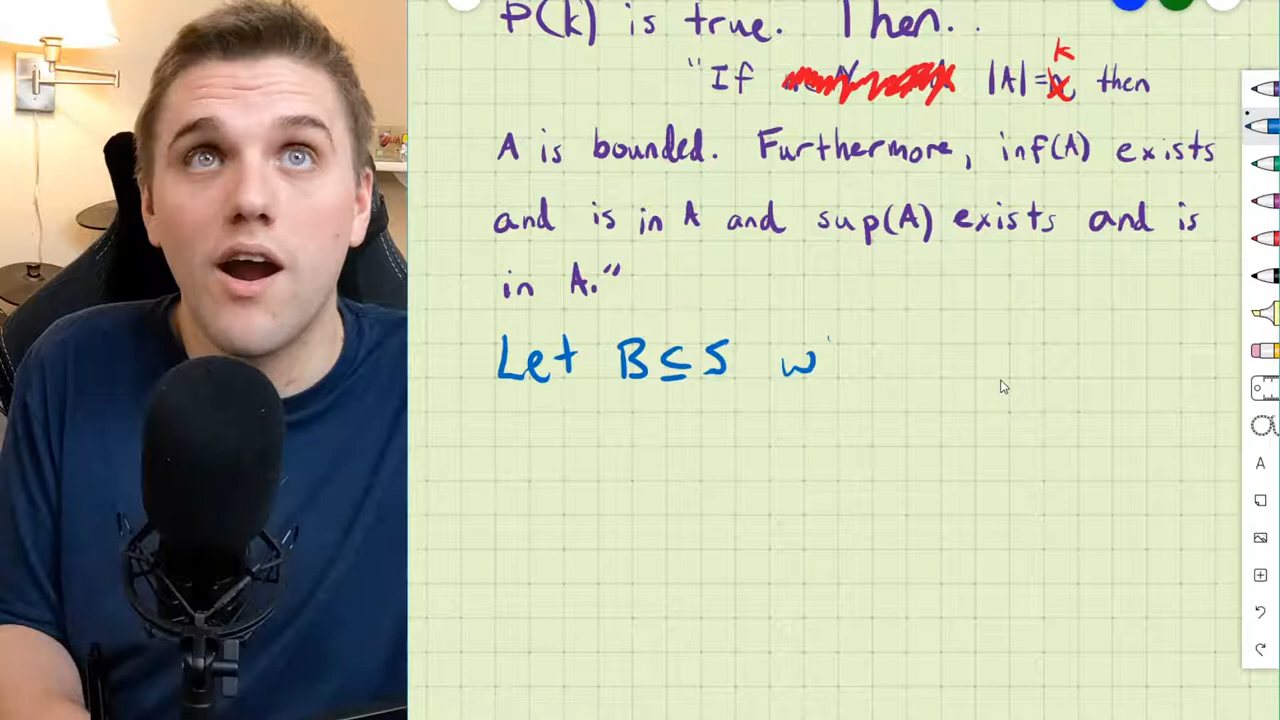 P(k) is true. Then..
"If |A|=k then
A is bounded. Furthermore, inf(A) exists
and is in A and sup(A) exists and is
in A."
Let B⊆S w
A